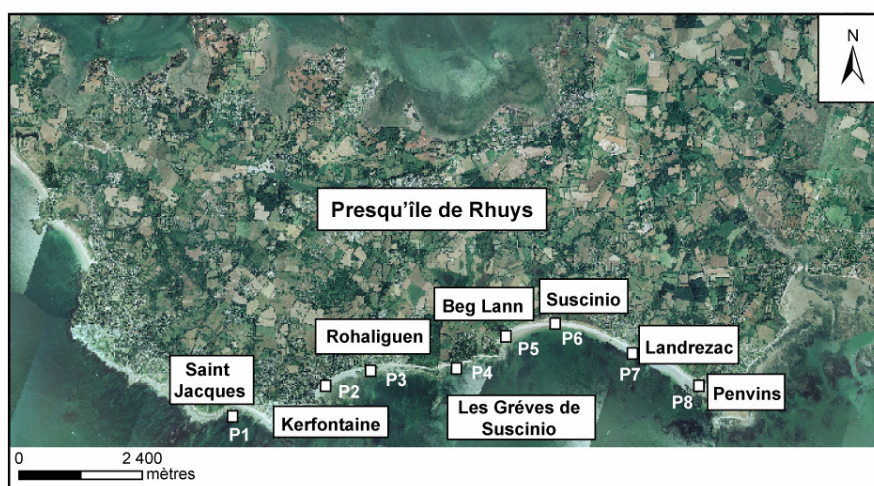 N
Presqu'île de Rhuys
Beg Lann
Suscinio
Rohaliguen
P5
P6
Landrezac
Saint
Jacques
P2
P3
P4
P7
Penvins
P8
Les Gréves de
Suscinio
Kerfontaine
P1
0
2 400
mètres